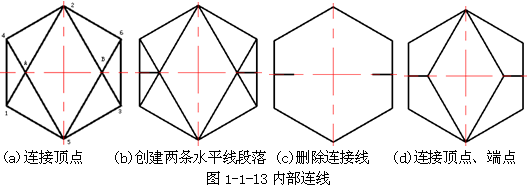 2
4
6
A
B
1
3
5
(a)连接顶点
(b)创建两条水平线段落
(c)删除连接线
(d)连接顶点、端点
图1-1-13 内部连线